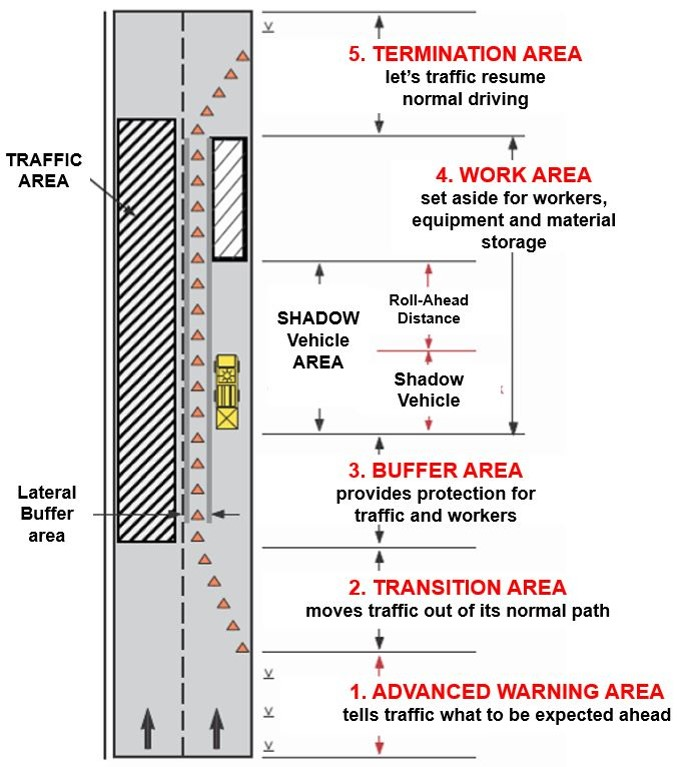 5. TERMINATION AREA
let's traffic resume
normal driving
TRAFFIC
AREA
4. WORK AREA
set aside for workers,
equipment and material
storage
SHADOW
Vehicle
AREA
Roll-Ahead
Distance
Shadow
Vehicle
3. BUFFER AREA
provides protection for
traffic and workers
Lateral
Buffer
area
2. TRANSITION AREA
moves traffic out of its normal path
1. ADVANCED WARNING AREA
tells traffic what to be expected ahead